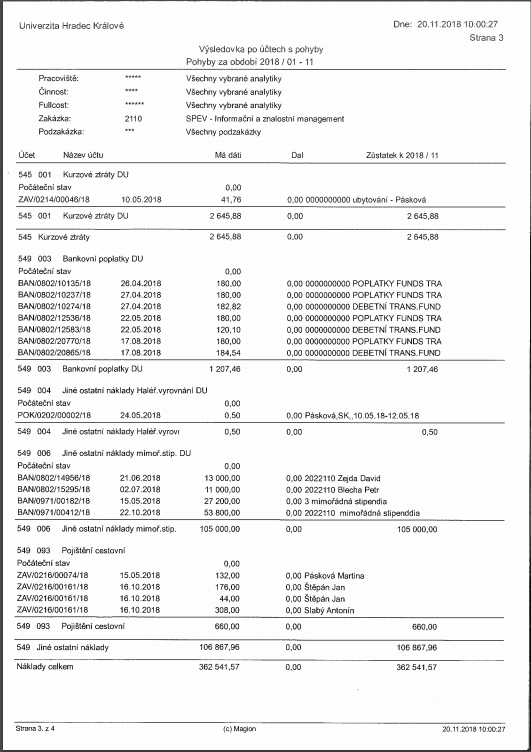 Univerzita Hradec Králové Dne: 20.11.2018 10:00:27
Strana 3
Výsledovka po účtech s pohyby
Pohyby za období 2018 / 01 - 11
Pracoviště: ***** Všechny vybrané analytiky
Činnost: **** Všechny vybrané analytiky
Fullcost: ****** Všechny vybrané analytiky
Zakázka: 2110 SPEV - Informační a znalostní management
Podzakázka: *** Všechny podzakázky
Účet Název účtu Má dáti Dal Zůstatek k 2018 / 11
545 001 Kurzové ztráty DU
Počáteční stav 0,00
ZAV/0214/00046/18 10.05.2018 41,76 0,00 0000000000 ubytování - Pásková
545 001 Kurzové ztráty DU 2 645,88 0,00 2 645,88
545 Kurzové ztráty 2 645,88 0,00 2 645,88
549 003 Bankovní poplatky DU
Počáteční stav 0,00
BAN/0802/10135/18 26.04.2018 180,00 0,00 0000000000 POPLATKY FUNDS TRA
BAN/0802/10237/18 27.04.2018 180,00 0,00 0000000000 POPLATKY FUNDS TRA
BAN/0802/10274/18 27.04.2018 182,82 0,00 0000000000 DEBETNÍ TRANS.FUND
BAN/0802/12536/18 22.05.2018 180,00 0,00 0000000000 POPLATKY FUNDS TRA
BAN/0802/12583/18 22.05.2018 120,10 0,00 0000000000 DEBETNÍ TRANS.FUND
BAN/0802/20770/18 17.08.2018 180,00 0,00 0000000000 POPLATKY FUNDS TRA
BAN/0802/20865/18 17.08.2018 184,54 0,00 0000000000 DEBETNÍ TRANS.FUND
549 003 Bankovní poplatky DU 1 207,46 0,00 1 207,46
549 004 Jiné ostatní náklady Haléř.vyrovnání DU
Počáteční stav 0,00
POK/0202/00002/18 24.05.2018 0,50 0,00 Pásková,SK,,10.05.18-12.05.18
549 004 Jiné ostatní náklady Haléř.vyrovi 0,50 0,00 0,50
549 006 Jiné ostatní náklady mimoř.stip. DU
Počáteční stav 0,00
BAN/0802/14956/18 21.06.2018 13 000,00 0,00 2022110 Zejda David
BAN/0802/15295/18 02.07.2018 11 000,00 0,00 2022110 Blecha Petr
BAN/0971/00182/18 15.05.2018 27 200,00 0,00 3 mimořádná stipendia
BAN/0971/00412/18 22.10.2018 53 800,00 0,00 2022110 mimořádná stipenddia
549 006 Jiné ostatní náklady mimoř.stip. 105 000,00 0,00 105 000,00
549 093 Pojištění cestovní
Počáteční stav 0,00
ZAV/0216/00074/18 15.05.2018 132,00 0,00 Pásková Martina
ZAV/0216/00161/18 16.10.2018 176,00 0,00 Štěpán Jan
ZAV/0216/00161/18 16.10.2018 44,00 0,00 Štěpán Jan
ZAV/0216/00161/18 16.10.2018 308,00 0,00 Slabý Antonín
549 093 Pojištění cestovní 660,00 0,00 660,00
549 Jiné ostatní náklady 106 867,96 0,00 106 867,96
Náklady celkem 362 541,57 0,00 362 541,57
Strana 3. z 4 (c) Magion 20.11.2018 10:00:27